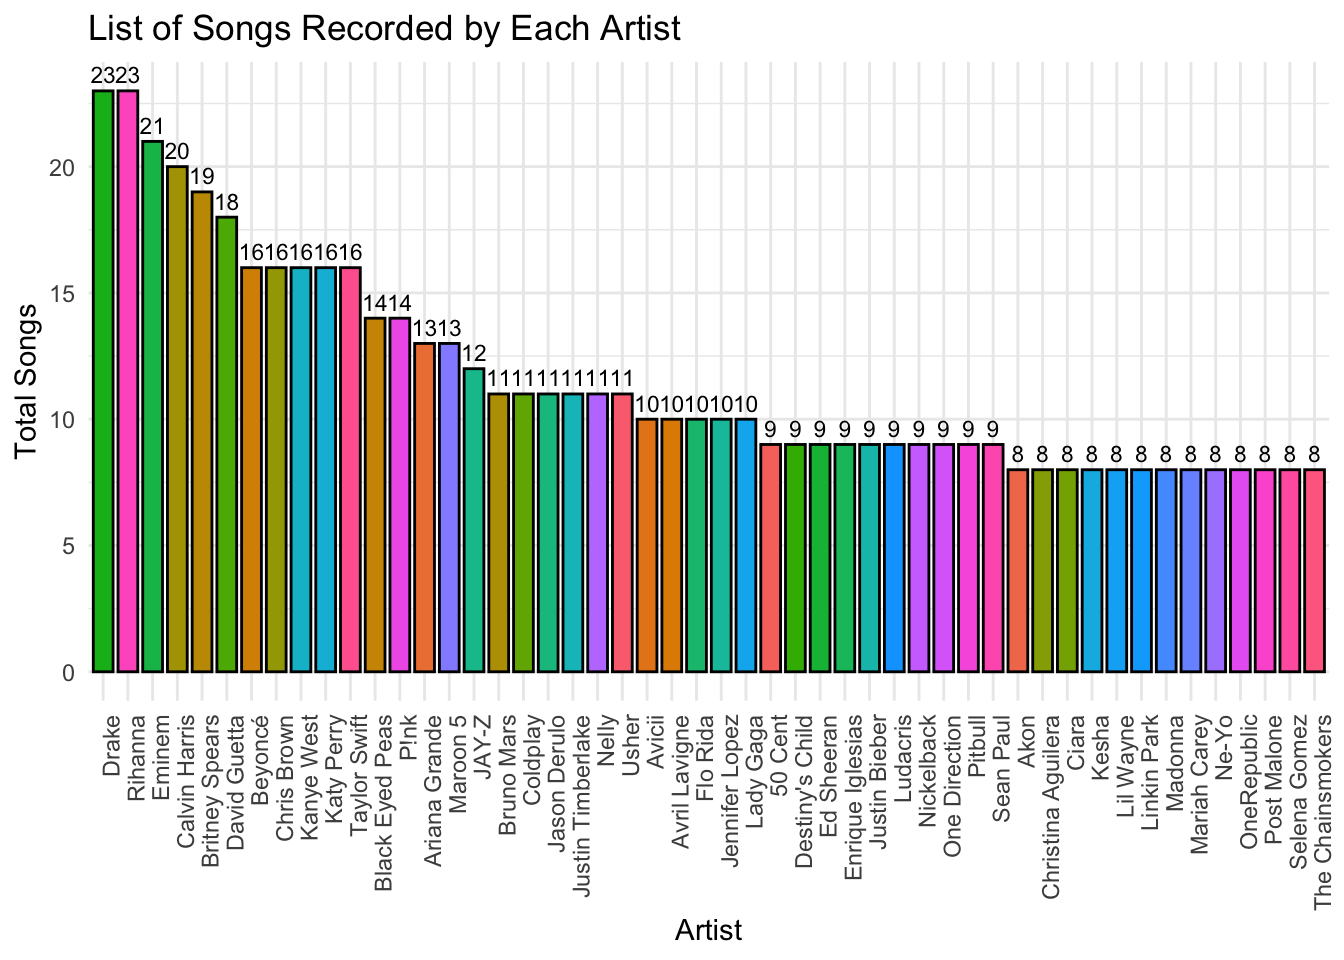 List of Songs Recorded by Each Artist
Total Songs
20
15
10
5
0
23 23 21 20 19 18 16 16 16 16 16 14 14 13 13 12 11 11 11 11 11 11 10 10 10 10 10 9 9 9 9 9 9 9 9 9 9 8 8 8 8 8 8 8 8 8 8 8 8 8
Drake
Rihanna
Eminem
Calvin Harris
Britney Spears
David Guetta
Beyoncé
Chris Brown
Kanye West
Katy Perry
Taylor Swift
Black Eyed Peas
P!nk
Ariana Grande
Maroon 5
JAY-Z
Bruno Mars
Coldplay
Jason Derulo
Justin Timberlake
Nelly
Usher
Avicii
Avril Lavigne
Flo Rida
Jennifer Lopez
Lady Gaga
50 Cent
Destiny's Child
Ed Sheeran
Enrique Iglesias
Justin Bieber
Ludacris
Nickelback
One Direction
Pitbull
Sean Paul
Akon
Christina Aguilera
Ciara
Kesha
Lil Wayne
Linkin Park
Madonna
Mariah Carey
Ne-Yo
OneRepublic
Post Malone
Selena Gomez
The Chainsmokers
Artist